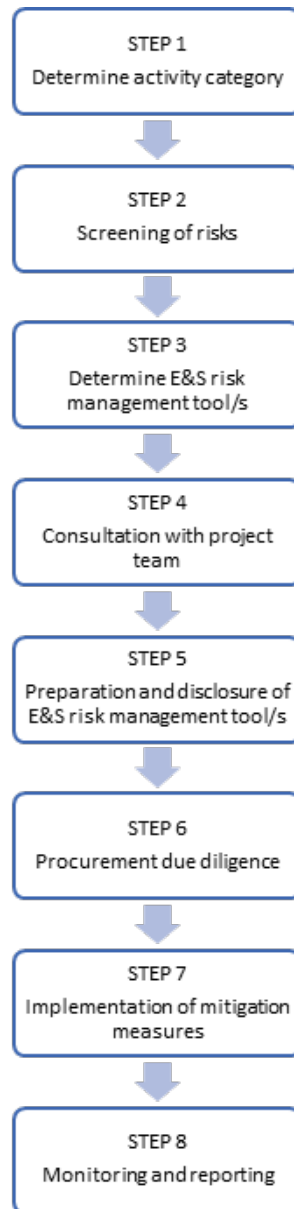 STEP 1
Determine activity category
STEP 2
Screening of risks
STEP 3
Determine E&S risk
management tool/s
STEP 4
Consultation with project
team
STEP 5
Preparation and disclosure of
E&S risk management tool/s
STEP 6
Procurement due diligence
STEP 7
Implementation of mitigation
measures
STEP 8
Monitoring and reporting